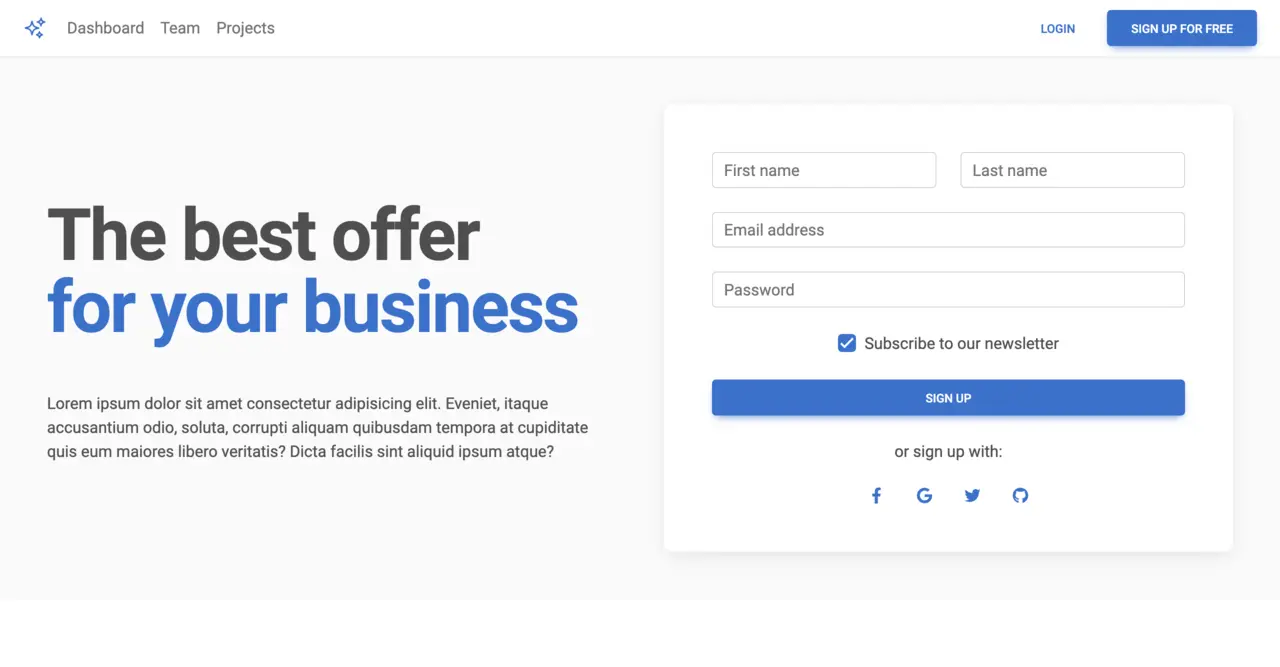 Dashboard Team Projects LOGIN SIGN UP FOR FREE
The best offer
for your business
Lorem ipsum dolor sit amet consectetur adipisicing elit. Eveniet, itaque
accusantium odio, soluta, corrupti aliquam quibusdam tempora at cupiditate
quis eum maiores libero veritatis? Dicta facilis sint aliquid ipsum atque?
First name Last name
Email address
Password
Subscribe to our newsletter
SIGN UP
or sign up with: